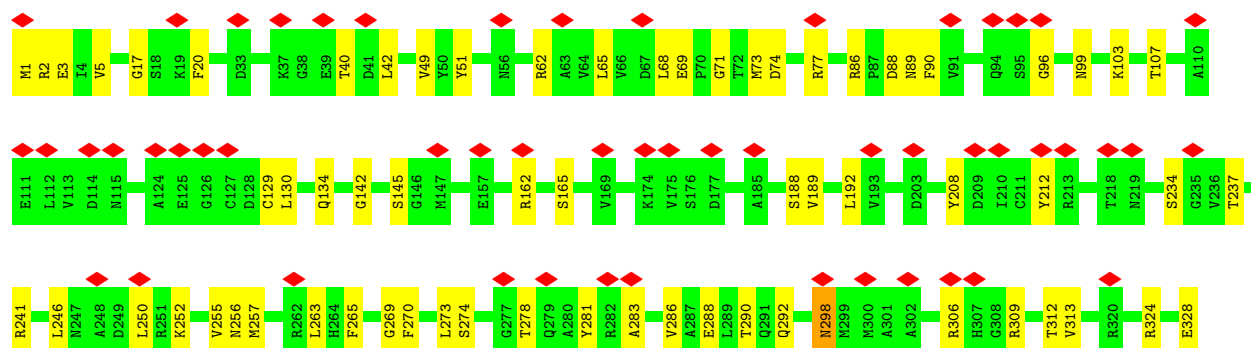 M1 R2 E3 I4 V5 G17 S18 K19 F20 D33 K37 G38 E39 T40 D41 L42 V49 Y50 Y51 N56 R62 A63 V64 L65 V66 D67 L68 E69 P70 G71 T72 M73 D74 R77 R86 P87 D88 N89 F90 V91 Q94 S95 G96 N99 K103 T107 A110
E111 L112 V113 D114 N115 A124 E125 G126 C127 D128 C129 L130 Q134 G142 S145 G146 M147 E157 R162 S165 V169 K174 V175 S176 D177 A185 S188 V189 L192 V193 D203 Y208 D209 I210 C211 Y212 R213 T218 N219 S234 G235 V236 T237
R241 L246 N247 A248 D249 L250 R251 K252 V255 N256 M257 R262 L263 H264 F265 G269 F270 L273 S274 G277 T278 Q279 A280 Y281 R282 A283 V286 A287 E288 L289 T290 Q291 Q292 N298 M299 M300 A301 A302 R306 H307 G308 R309 T312 V313 R320 R324 E328